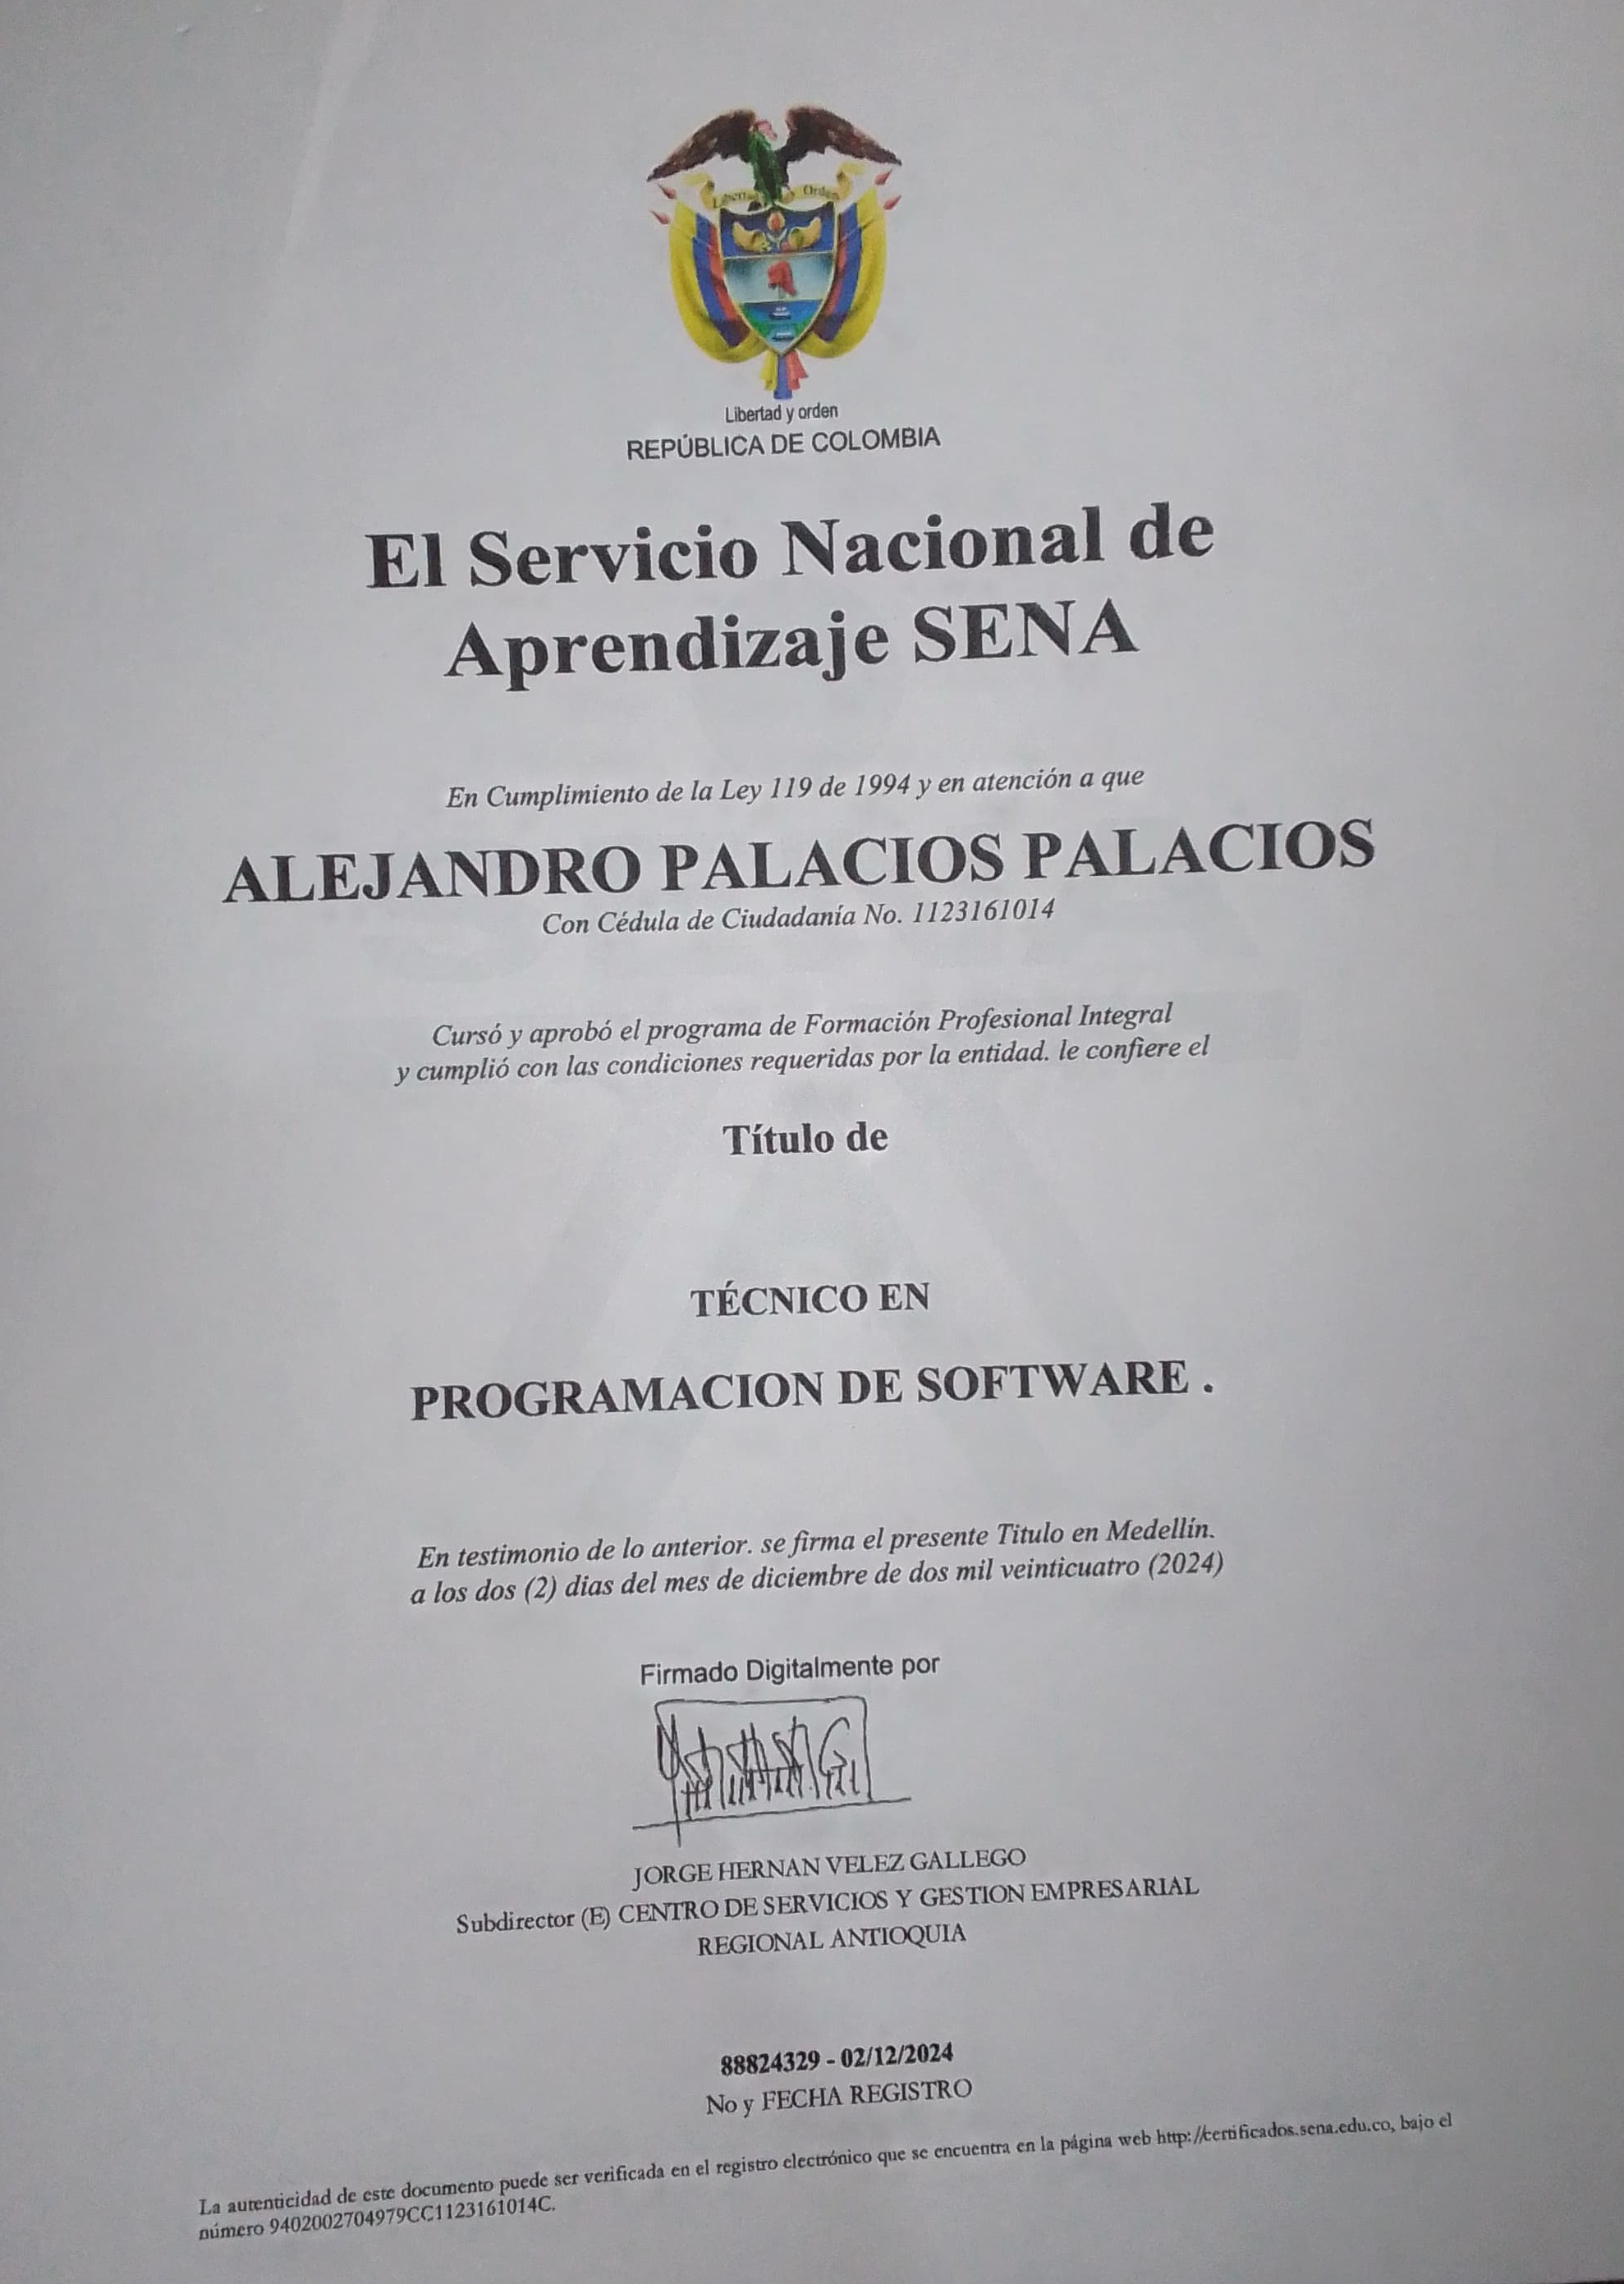 Libertad y Orden
Libertad y orden
REPÚBLICA DE COLOMBIA
El Servicio Nacional de
Aprendizaje SENA
En Cumplimiento de la Ley 119 de 1994 y en atención a que
ALEJANDRO PALACIOS PALACIOS
Con Cédula de Ciudadanía No. 1123161014
Cursó y aprobó el programa de Formación Profesional Integral
y cumplió con las condiciones requeridas por la entidad. le confiere el
Título de
TÉCNICO EN
PROGRAMACION DE SOFTWARE .
En testimonio de lo anterior. se firma el presente Titulo en Medellín.
a los dos (2) dias del mes de diciembre de dos mil veinticuatro (2024)
Firmado Digitalmente por
JORGE HERNAN VELEZ GALLEGO
Subdirector (E) CENTRO DE SERVICIOS Y GESTION EMPRESARIAL
REGIONAL ANTIOQUIA
88824329 - 02/12/2024
No y FECHA REGISTRO
La autenticidad de este documento puede ser verificada en el registro electrónico que se encuentra en la página web http://certificados.sena.edu.co, bajo el
número 9402002704979CC1123161014C.